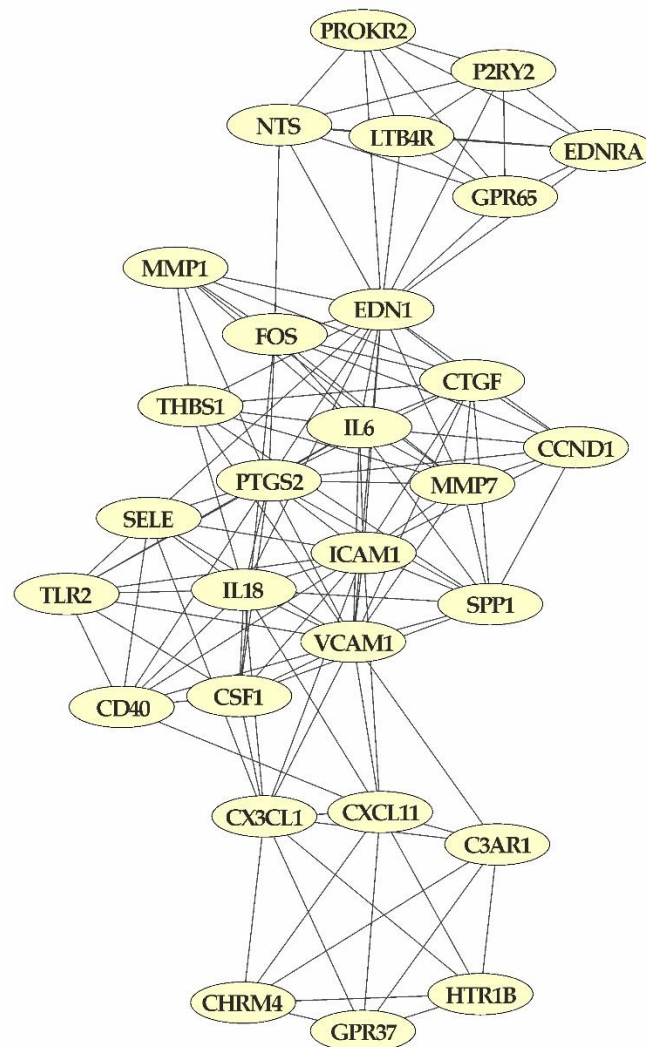 PROKR2
P2RY2
NTS
LTB4R
EDNRA
GPR65
MMP1
EDN1
FOS
CTGF
THBS1
IL6
CCND1
PTGS2
MMP7
SELE
ICAM1
TLR2
IL18
SPP1
VCAM1
CD40
CSF1
CX3CL1
CXCL11
C3AR1
CHRM4
HTR1B
GPR37